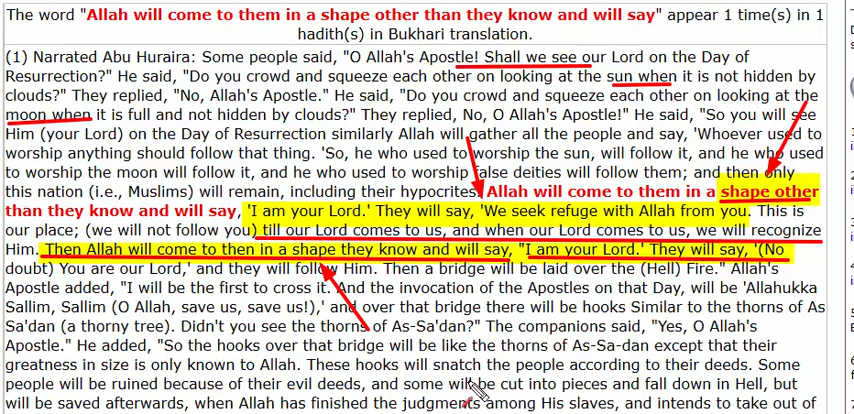 The word "Allah will come to them in a shape other than they know and will say" appear 1 time(s) in 1
hadith(s) in Bukhari translation.
(1) Narrated Abu Huraira: Some people said, "O Allah's Apostle! Shall we see our Lord on the Day of
Resurrection?" He said, "Do you crowd and squeeze each other on looking at the sun when it is not hidden by
clouds?" They replied, "No, Allah's Apostle." He said, "Do you crowd and squeeze each other on looking at the
moon when it is full and not hidden by clouds?" They replied, No, O Allah's Apostle!" He said, "So you will see
Him (your Lord) on the Day of Resurrection similarly Allah will gather all the people and say, 'Whoever used to
worship anything should follow that thing. 'So, he who used to worship the sun, will follow it, and he who used
to worship the moon will follow it, and he who used to worship false deities will follow them; and then only
this nation (i.e., Muslims) will remain, including their hypocrites. Allah will come to them in a shape other
than they know and will say, 'I am your Lord.' They will say, 'We seek refuge with Allah from you. This is
our place; (we will not follow you) till our Lord comes to us, and when our Lord comes to us, we will recognize
Him. Then Allah will come to then in a shape they know and will say, "I am your Lord.' They will say, '(No
doubt) You are our Lord,' and they will follow Him. Then a bridge will be laid over the (Hell) Fire." Allah's
Apostle added, "I will be the first to cross it. And the invocation of the Apostles on that Day, will be 'Allahukka
Sallim, Sallim (O Allah, save us, save us!),' and over that bridge there will be hooks Similar to the thorns of As
Sa'dan (a thorny tree). Didn't you see the thorns of As-Sa'dan?" The companions said, "Yes, O Allah's
Apostle." He added, "So the hooks over that bridge will be like the thorns of As-Sa-dan except that their
greatness in size is only known to Allah. These hooks will snatch the people according to their deeds. Some
people will be ruined because of their evil deeds, and some will be cut into pieces and fall down in Hell, but
will be saved afterwards, when Allah has finished the judgments among His slaves, and intends to take out of